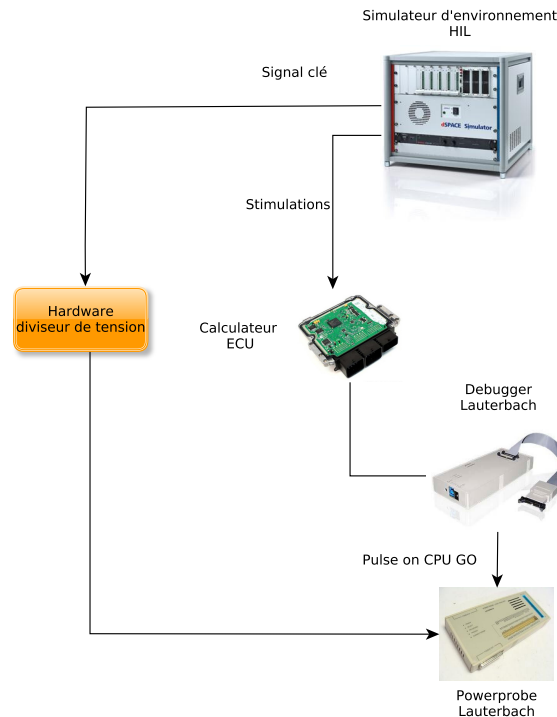 Simulateur d'environnement
HIL
Signal clé
dSPACE Simulator
Stimulations
Hardware
diviseur de tension
Calculateur
ECU
Debugger
Lauterbach
Pulse on CPU GO
Powerprobe
Lauterbach